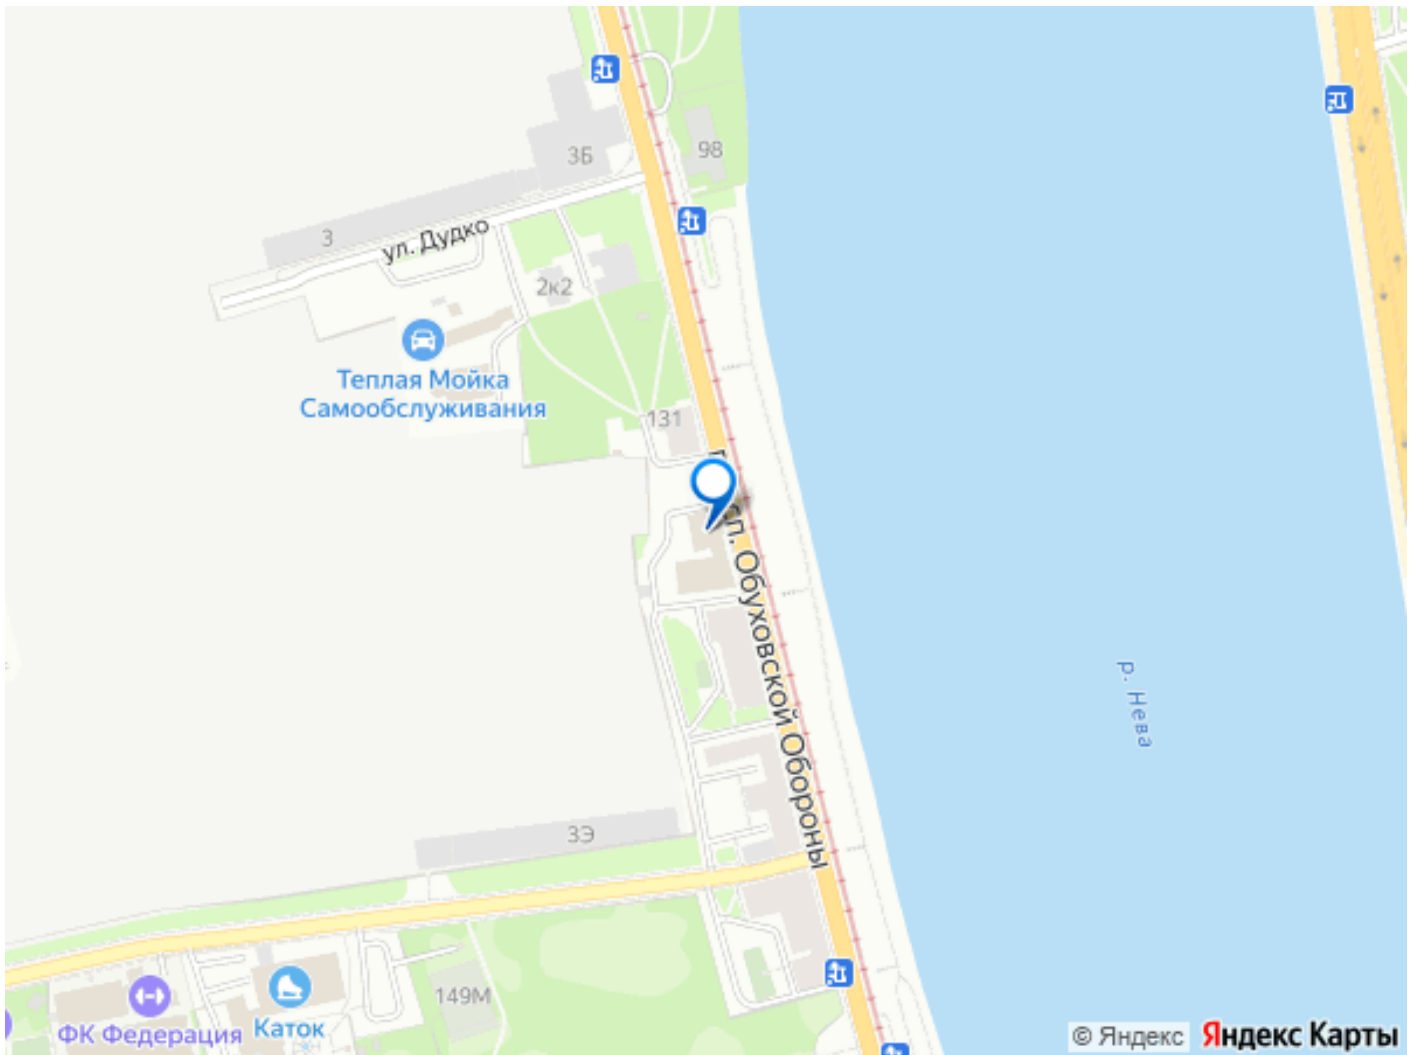 3Б
98
3
ул. Дудко
2к2
Теплая Мойка
Самообслуживания
131
сп. Обуховской Обороны
р. Нева
3Э
149М
ФК Федерация
Каток
© Яндекс
Яндекс Карты